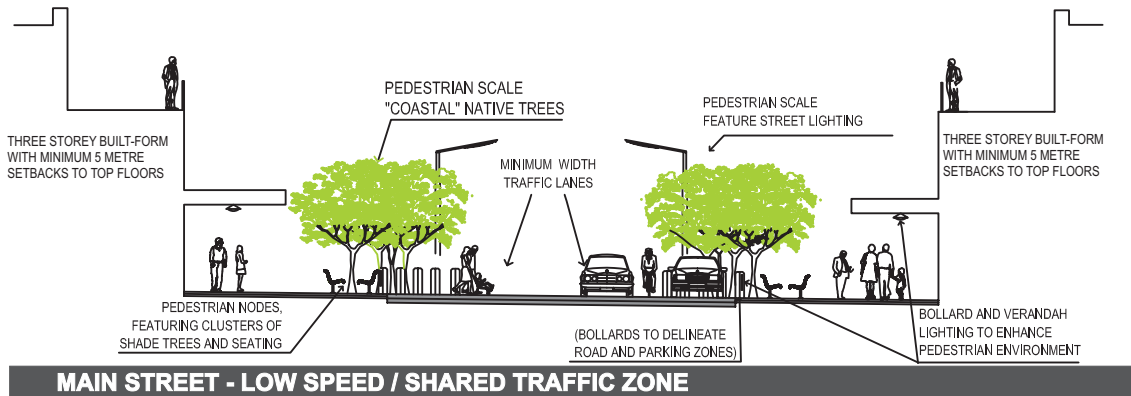 PEDESTRIAN SCALE
"COASTAL" NATIVE TREES
PEDESTRIAN SCALE
FEATURE STREET LIGHTING
THREE STOREY BUILT-FORM
WITH MINIMUM 5 METRE
SETBACKS TO TOP FLOORS
MINIMUM WIDTH
TRAFFIC LANES
THREE STOREY BUILT-FORM
WITH MINIMUM 5 METRE
SETBACKS TO TOP FLOORS
PEDESTRIAN NODES,
FEATURING CLUSTERS OF
SHADE TREES AND SEATING
(BOLLARDS TO DELINEATE
ROAD AND PARKING ZONES)
BOLLARD AND VERANDAH
LIGHTING TO ENHANCE
PEDESTRIAN ENVIRONMENT
MAIN STREET - LOW SPEED / SHARED TRAFFIC ZONE